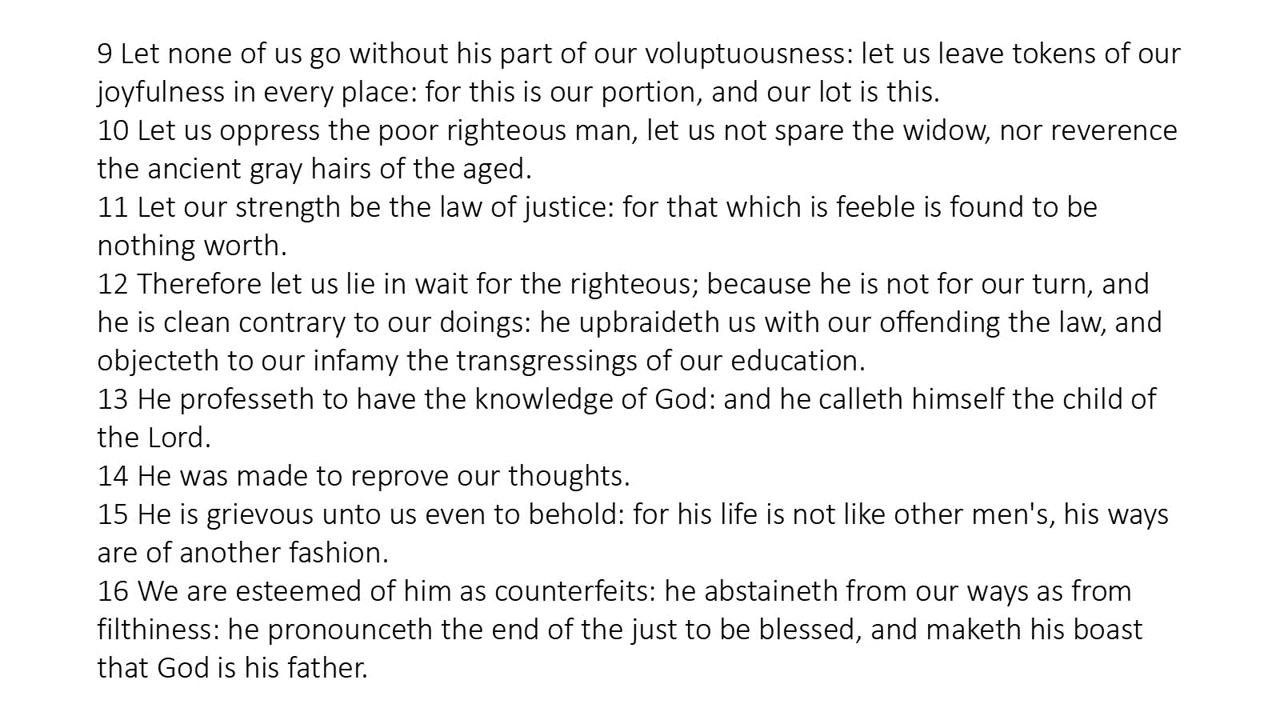 9 Let none of us go without his part of our voluptuousness: let us leave tokens of our
joyfulness in every place: for this is our portion, and our lot is this.
10 Let us oppress the poor righteous man, let us not spare the widow, nor reverence
the ancient gray hairs of the aged.
11 Let our strength be the law of justice: for that which is feeble is found to be
nothing worth.
12 Therefore let us lie in wait for the righteous; because he is not for our turn, and
he is clean contrary to our doings: he upbraideth us with our offending the law, and
objecteth to our infamy the transgressings of our education.
13 He professeth to have the knowledge of God: and he calleth himself the child of
the Lord.
14 He was made to reprove our thoughts.
15 He is grievous unto us even to behold: for his life is not like other men's, his ways
are of another fashion.
16 We are esteemed of him as counterfeits: he abstaineth from our ways as from
filthiness: he pronounceth the end of the just to be blessed, and maketh his boast
that God is his father.